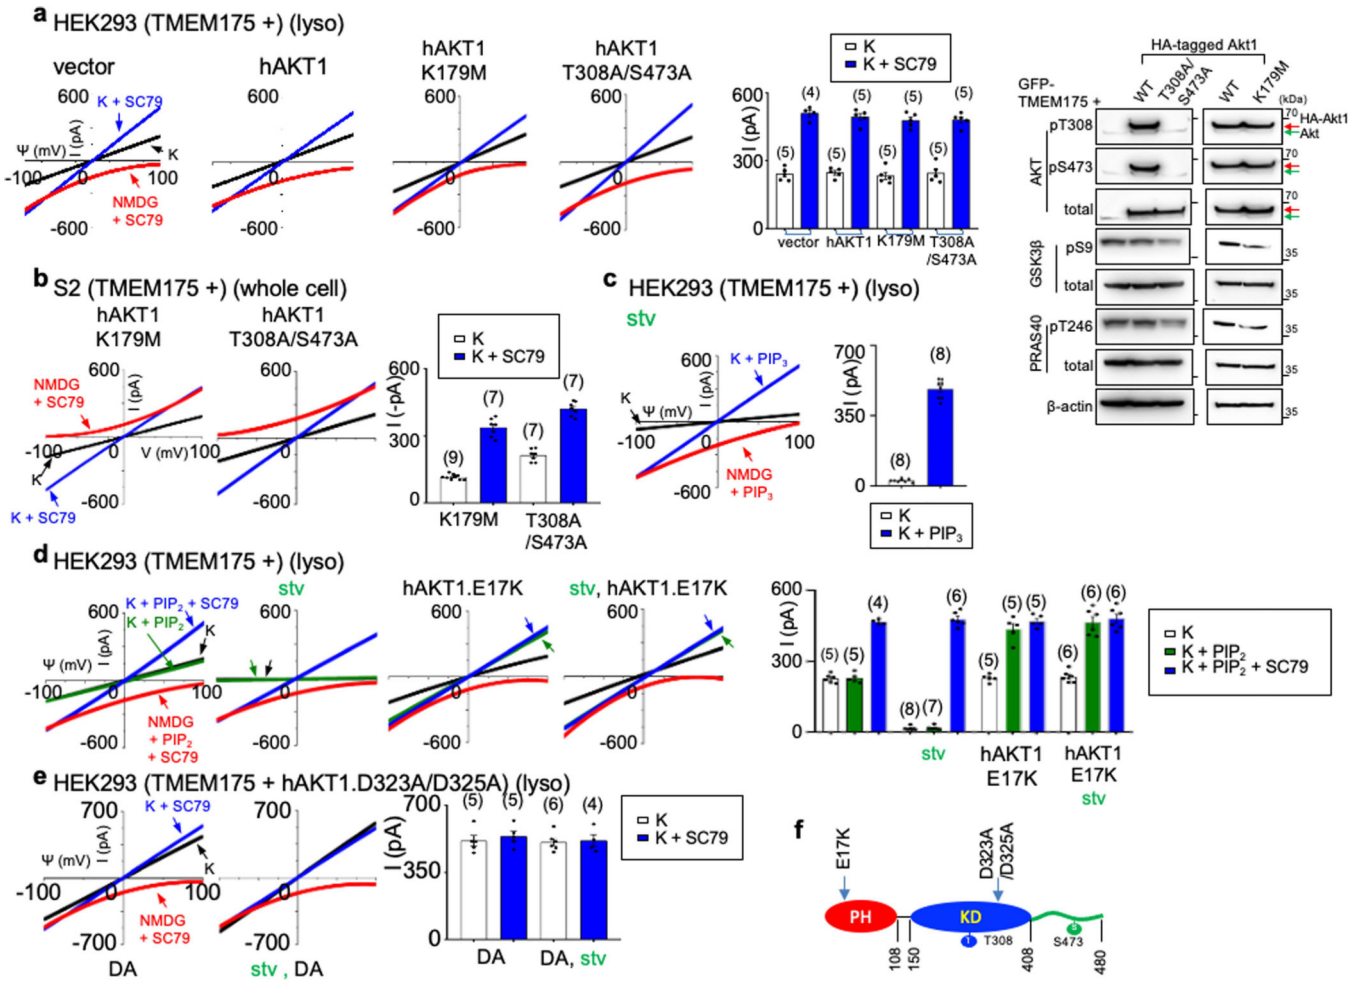 a HEK293 (TMEM175 +) (lyso)
vector
hAKT1
hAKT1
K179M
hAKT1
T308A/S473A
600
K + SC79
Ψ (mV)
I (pA)
K
-100
0
100
NMDG
+ SC79
-600
600
0
-600
600
0
-600
600
0
-600
K
K + SC79
600
300
0
I (pA)
(5)
(4)
(5)
(5)
(5)
(5)
(5)
(5)
vector
hAKT1
K179M
T308A
/S473A
HA-tagged Akt1
GFP-
TMEM175 +
WT
T308A/
S473A
WT
K179M
(kDa)
AKT
pT308
70
HA-Akt1
Akt
pS473
70
total
70
GSK3β
pS9
35
total
35
PRAS40
pT246
35
total
35
β-actin
35
b S2 (TMEM175 +) (whole cell)
hAKT1
K179M
hAKT1
T308A/S473A
600
I (pA)
NMDG
+ SC79
-100
0
V (mV)
100
K
K + SC79
-600
600
0
-600
K
K + SC79
600
300
0
I (-pA)
(9)
(7)
(7)
(7)
K179M
T308A
/S473A
c HEK293 (TMEM175 +) (lyso)
stv
600
K + PIP3
K
Ψ (mV)
I (pA)
-100
0
100
NMDG
+ PIP3
-600
700
350
0
I (pA)
(8)
(8)
K
K + PIP3
d HEK293 (TMEM175 +) (lyso)
stv
hAKT1.E17K
stv, hAKT1.E17K
600
K + PIP2 + SC79
K + PIP2
K
Ψ (mV)
I (pA)
-100
0
100
NMDG
+ PIP2
+ SC79
-600
600
0
-600
600
0
-600
600
0
-600
600
300
0
I (pA)
(5)
(5)
(4)
(8)
(7)
(6)
(5)
(5)
(5)
(6)
(6)
(6)
stv
hAKT1
E17K
hAKT1
E17K
stv
K
K + PIP2
K + PIP2 + SC79
e HEK293 (TMEM175 + hAKT1.D323A/D325A) (lyso)
700
K + SC79
Ψ (mV)
I (pA)
K
-100
0
100
NMDG
+ SC79
-700
DA
700
0
-700
stv , DA
700
350
0
I (pA)
(5)
(5)
(6)
(4)
DA
DA, stv
K
K + SC79
f
E17K
D323A
/D325A
PH
KD
T
T308
S
S473
108
150
408
480